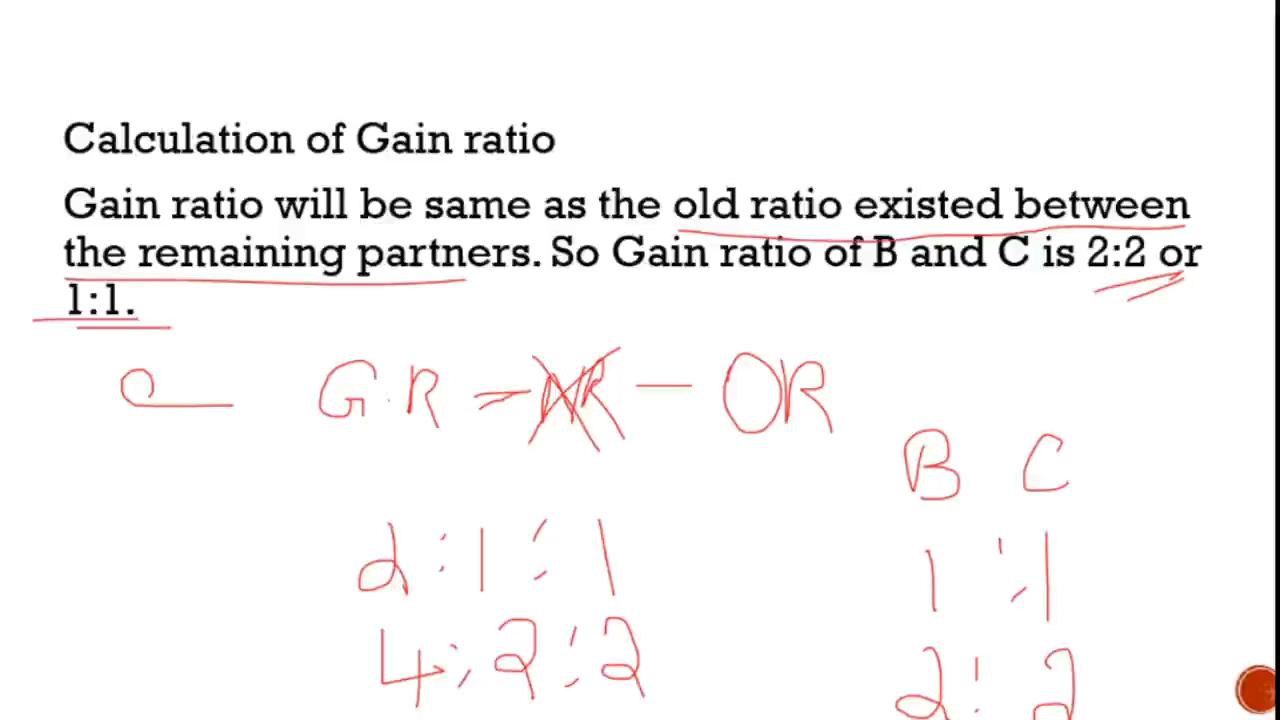 Calculation of Gain ratio
Gain ratio will be same as the old ratio existed between
the remaining partners. So Gain ratio of B and C is 2:2 or
1:1.
G.R = NR - OR
B C
2:1:1
1:1
4:2:2
2:2